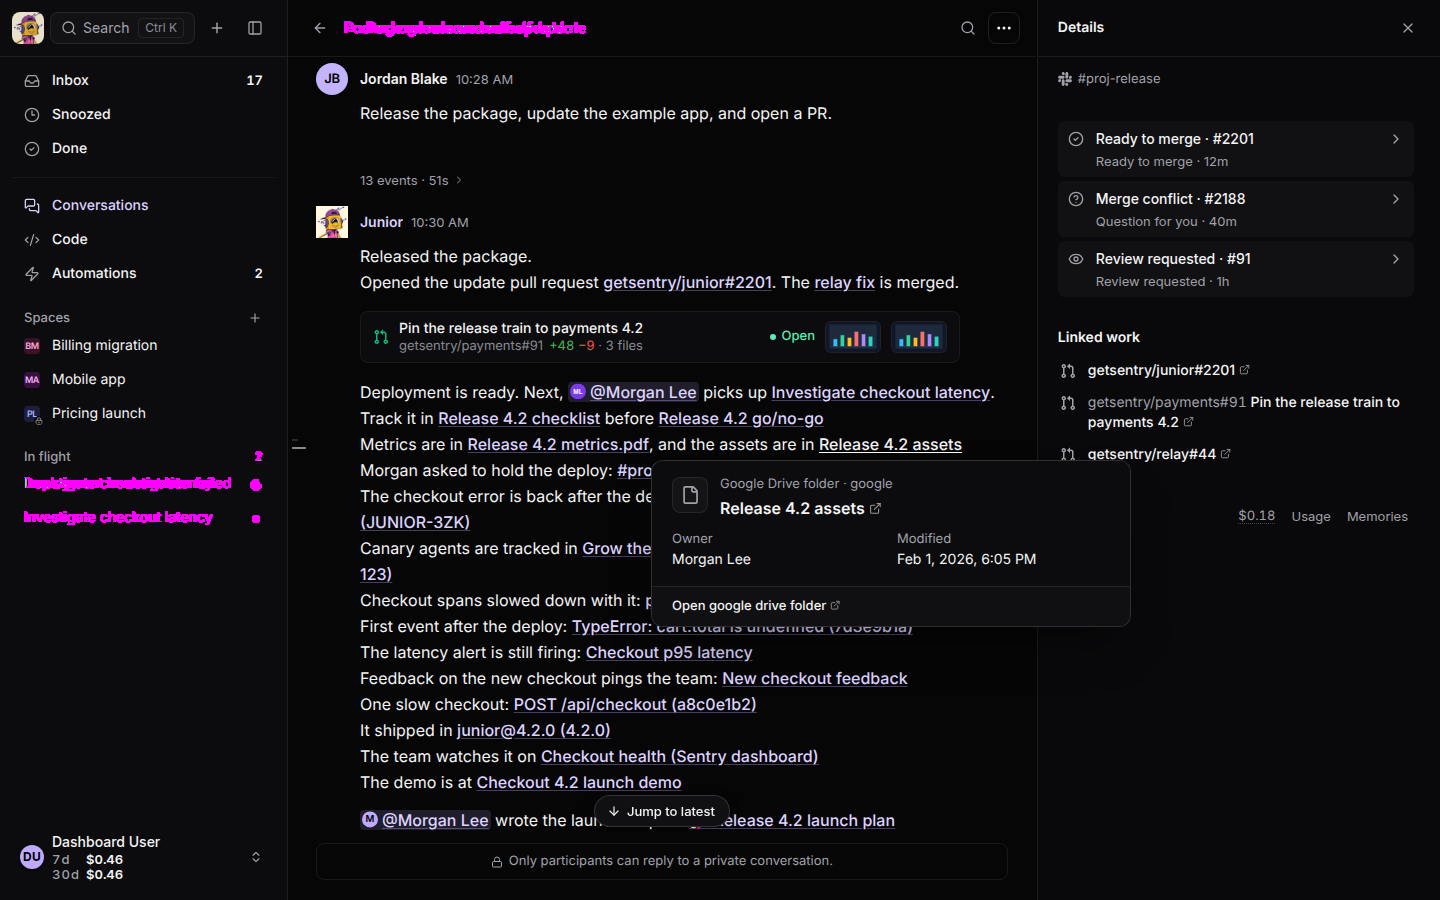 Search Ctrl K
Inbox 17
Snoozed
Done
Conversations
Code
Automations 2
Spaces
BM Billing migration
MA Mobile app
PL Pricing launch
In flight
Investigate checkout latency
DU Dashboard User
7d $0.46
30d $0.46
JB Jordan Blake 10:28 AM
Release the package, update the example app, and open a PR.
13 events · 51s
Junior 10:30 AM
Released the package.
Opened the update pull request getsentry/junior#2201. The relay fix is merged.
Pin the release train to payments 4.2
getsentry/payments#91 +48 −9 · 3 files
Open
Deployment is ready. Next, ML @Morgan Lee picks up Investigate checkout latency.
Track it in Release 4.2 checklist before Release 4.2 go/no-go
Metrics are in Release 4.2 metrics.pdf, and the assets are in Release 4.2 assets
Morgan asked to hold the deploy: #pro
The checkout error is back after the de
(JUNIOR-3ZK)
Canary agents are tracked in Grow the
123)
Checkout spans slowed down with it:
First event after the deploy: TypeError: cart.total is undefined (7d3e9b1a)
The latency alert is still firing: Checkout p95 latency
Feedback on the new checkout pings the team: New checkout feedback
One slow checkout: POST /api/checkout (a8c0e1b2)
It shipped in junior@4.2.0 (4.2.0)
The team watches it on Checkout health (Sentry dashboard)
The demo is at Checkout 4.2 launch demo
M @Morgan Lee wrote the laun elease 4.2 launch plan
Jump to latest
Only participants can reply to a private conversation.
Google Drive folder · google
Release 4.2 assets
Owner Modified
Morgan Lee Feb 1, 2026, 6:05 PM
Open google drive folder
Details
#proj-release
Ready to merge · #2201
Ready to merge · 12m
Merge conflict · #2188
Question for you · 40m
Review requested · #91
Review requested · 1h
Linked work
getsentry/junior#2201
getsentry/payments#91 Pin the release train to
payments 4.2
getsentry/relay#44
$0.18 Usage Memories